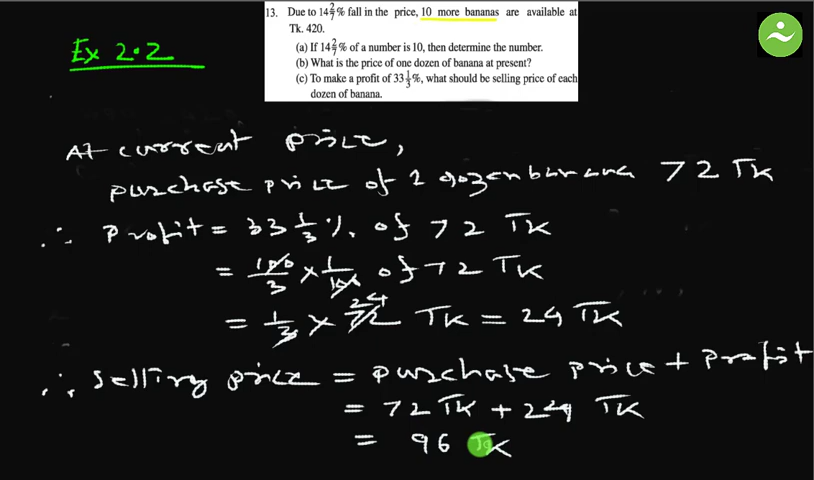 Ex 2.2
13. Due to 14 2/7 % fall in the price, 10 more bananas are available at
Tk. 420.
(a) If 14 2/7 % of a number is 10, then determine the number.
(b) What is the price of one dozen of banana at present?
(c) To make a profit of 33 1/3 %, what should be selling price of each
dozen of banana.
At current price,
purchase price of 1 dozen banana 72 Tk
∴ Profit = 33 1/3 % of 72 Tk
= 100/3 × 1/100 of 72 Tk
= 1/3 × 72 24 Tk = 24 Tk
∴ Selling price = purchase price + Profit
= 72 Tk + 24 Tk
= 96 Tk